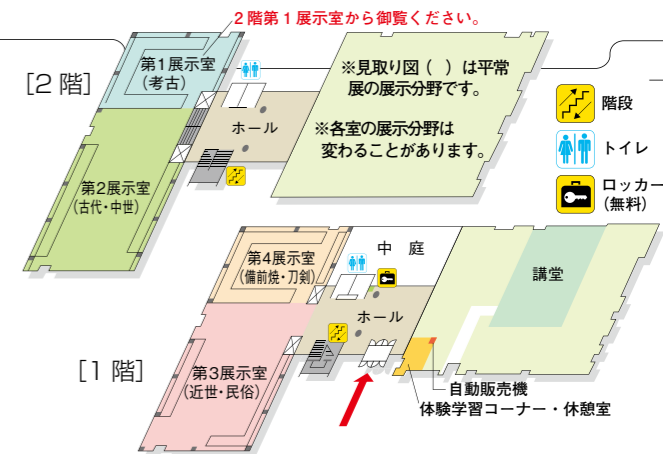 2階第1展示室から御覧ください。
[2階]
第1展示室
(考古)
ホール
第2展示室
(古代・中世)
※見取り図(　)は平常
展の展示分野です。
※各室の展示分野は
変わることがあります。
階段
トイレ
ロッカー
(無料)
[1階]
第4展示室
(備前焼・刀剣)
中庭
ホール
講堂
第3展示室
(近世・民俗)
自動販売機
体験学習コーナー・休憩室